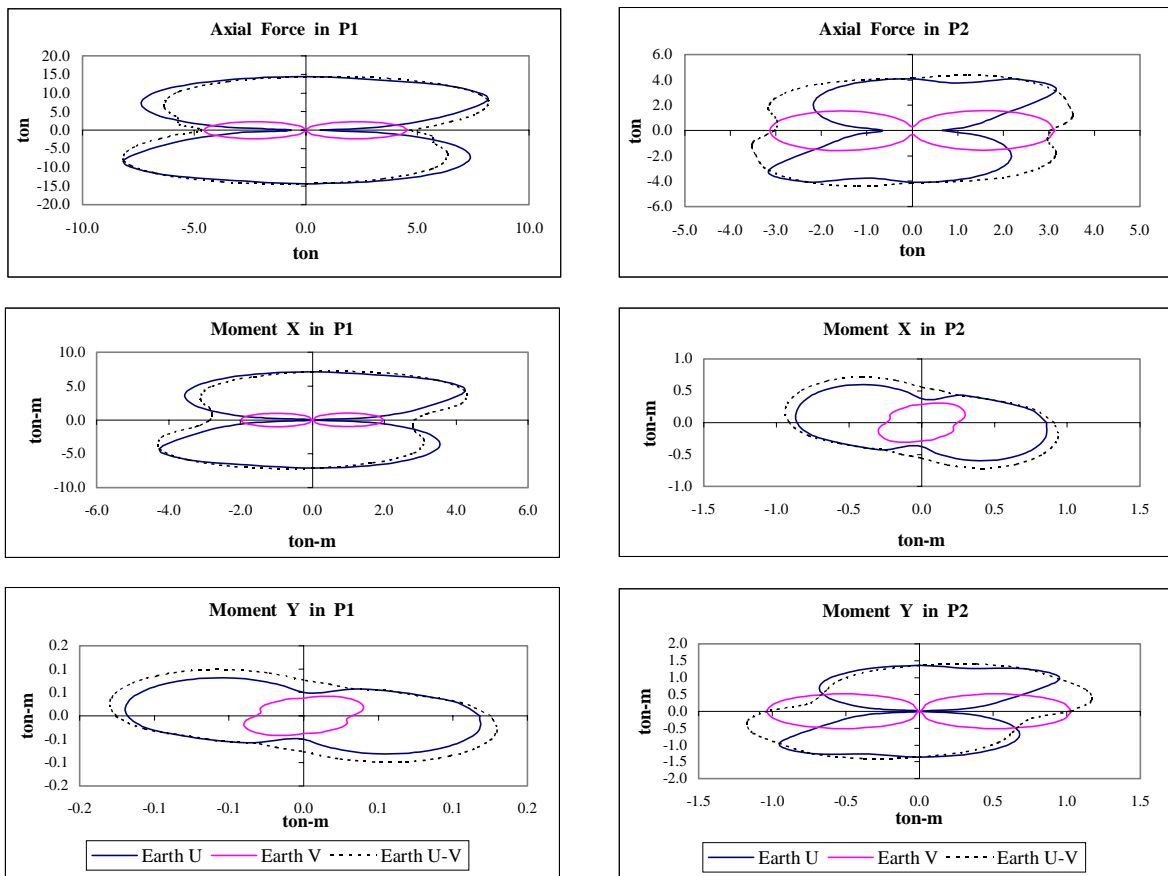 Axial Force in P1
20.0
15.0
10.0
5.0
0.0
-5.0
-10.0
-15.0
-20.0
ton
-10.0 -5.0 0.0 5.0 10.0
ton
Axial Force in P2
6.0
4.0
2.0
0.0
-2.0
-4.0
-6.0
ton
-5.0 -4.0 -3.0 -2.0 -1.0 0.0 1.0 2.0 3.0 4.0 5.0
ton
Moment X in P1
10.0
5.0
0.0
-5.0
-10.0
ton-m
-6.0 -4.0 -2.0 0.0 2.0 4.0 6.0
ton-m
Moment X in P2
1.0
0.5
0.0
-0.5
-1.0
ton-m
-1.5 -1.0 -0.5 0.0 0.5 1.0 1.5
ton-m
Moment Y in P1
0.2
0.1
0.1
0.0
-0.1
-0.1
-0.2
ton-m
-0.2 -0.1 -0.1 0.0 0.1 0.1 0.2
ton-m
Earth U Earth V Earth U-V
Moment Y in P2
2.0
1.5
1.0
0.5
0.0
-0.5
-1.0
-1.5
-2.0
ton-m
-1.5 -1.0 -0.5 0.0 0.5 1.0 1.5
ton-m
Earth U Earth V Earth U-V